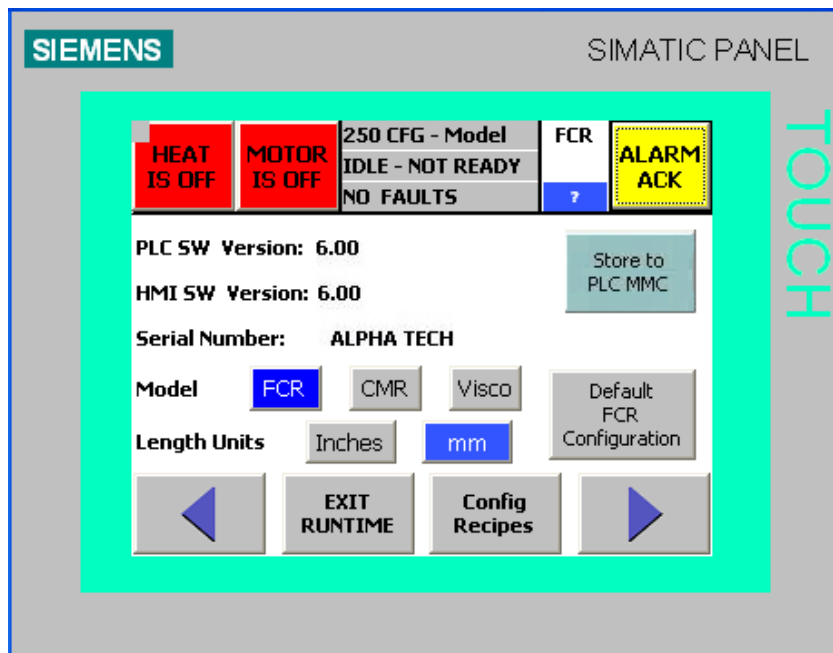 SIEMENS
SIMATIC PANEL
TOUCH
HEAT
IS OFF
MOTOR
IS OFF
250 CFG - Model
IDLE - NOT READY
NO FAULTS
FCR
?
ALARM
ACK
PLC SW Version: 6.00
Store to
PLC MMC
HMI SW Version: 6.00
Serial Number: ALPHA TECH
Model FCR CMR Visco
Default
FCR
Configuration
Length Units Inches mm
EXIT
RUNTIME
Config
Recipes